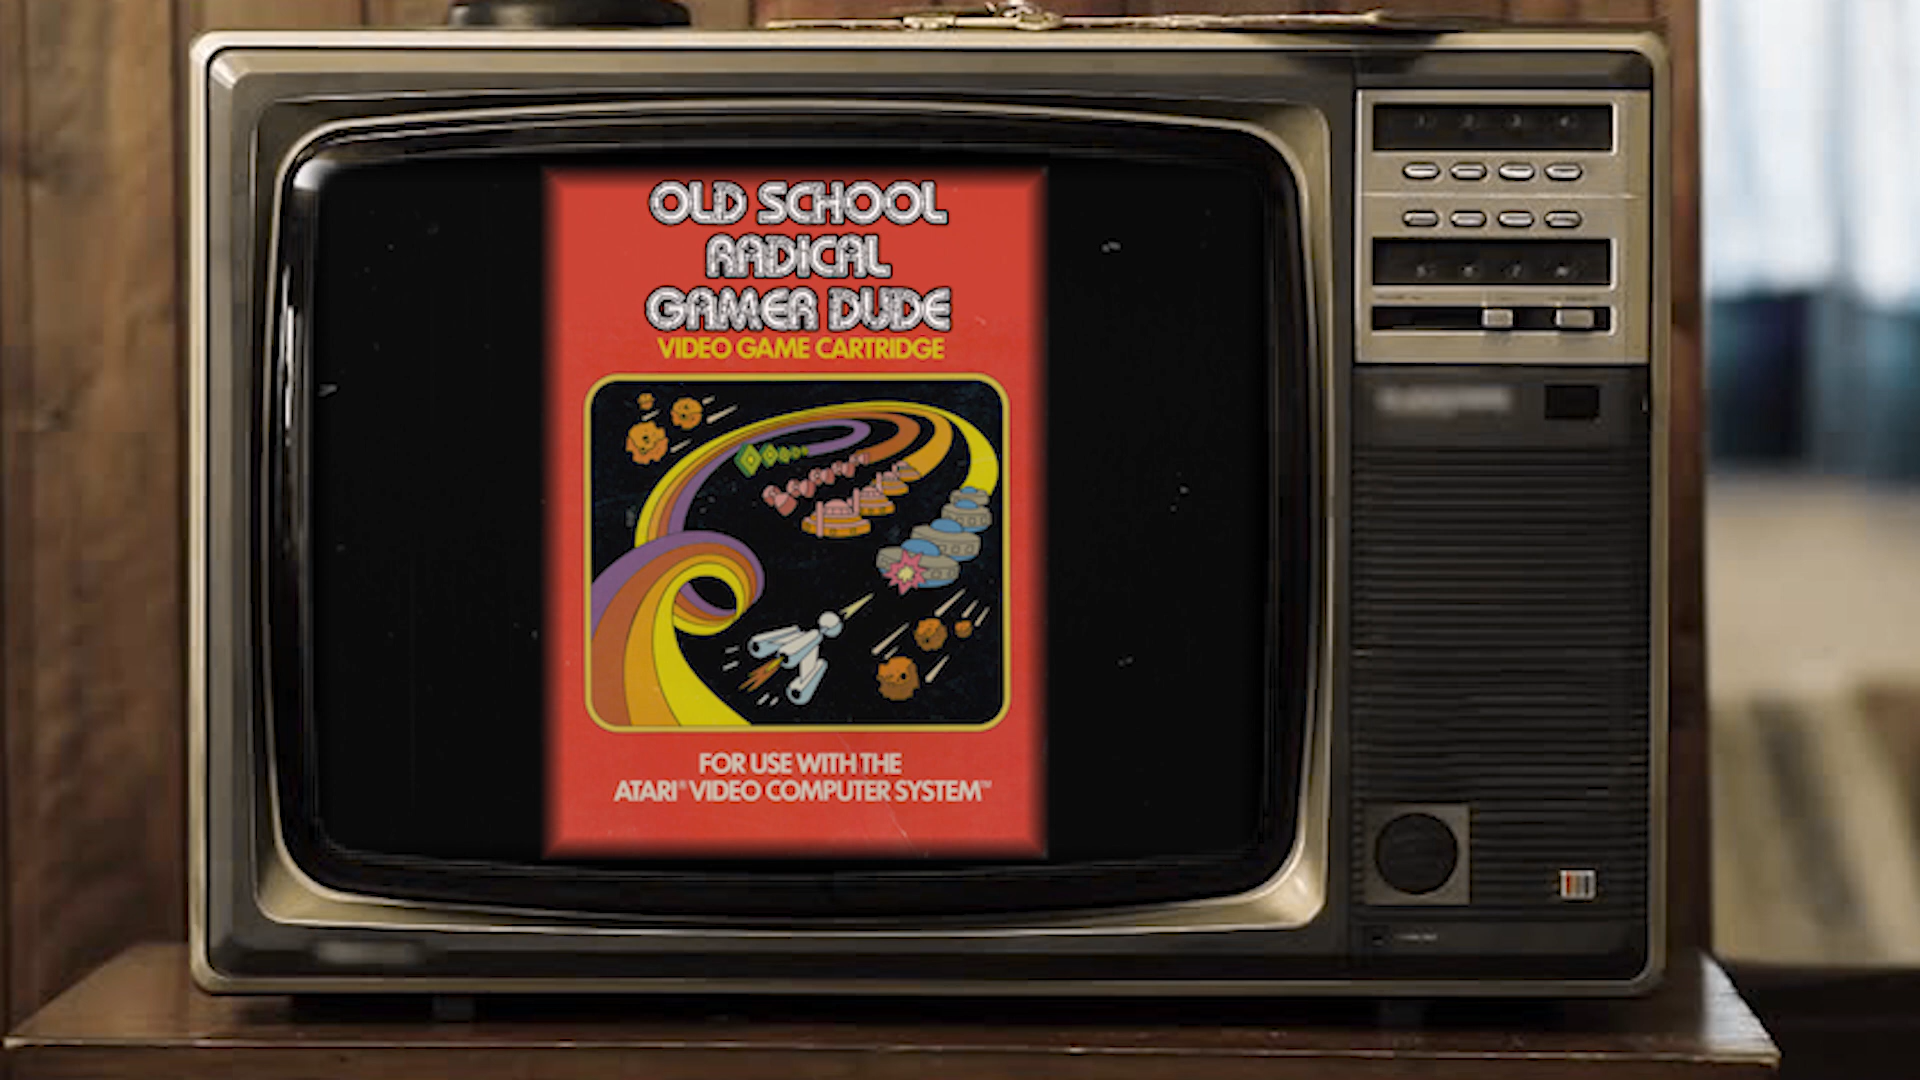 OLD SCHOOL
RADICAL
GAMER DUDE
VIDEO GAME CARTRIDGE
FOR USE WITH THE
ATARI® VIDEO COMPUTER SYSTEM™